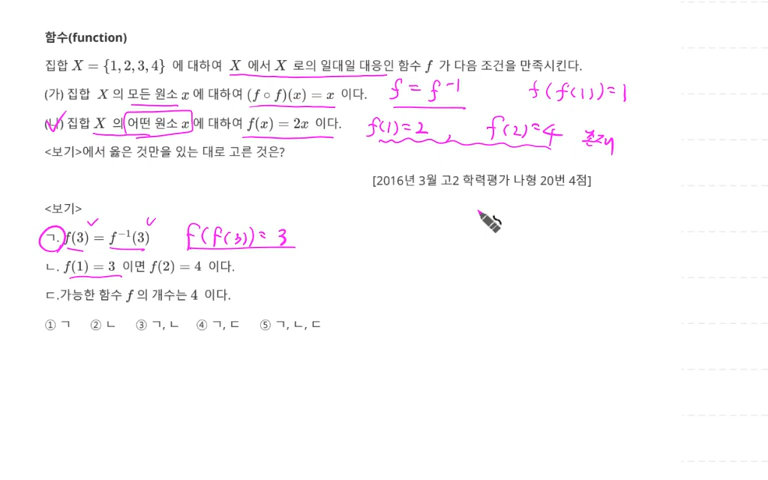 함수(function)
집합 X = {1, 2, 3, 4} 에 대하여 X 에서 X 로의 일대일 대응인 함수 f 가 다음 조건을 만족시킨다.
(가) 집합 X 의 모든 원소 x 에 대하여 (f ∘ f)(x) = x 이다. f = f⁻¹ f(f(1)) = 1
(나) 집합 X 의 어떤 원소 x 에 대하여 f(x) = 2x 이다. f(1)=2 , f(2)=4 존재
<보기>에서 옳은 것만을 있는 대로 고른 것은?
[2016년 3월 고2 학력평가 나형 20번 4점]
<보기>
ㄱ. f(3) = f⁻¹(3) f(f(3)) = 3
ㄴ. f(1) = 3 이면 f(2) = 4 이다.
ㄷ.가능한 함수 f 의 개수는 4 이다.
① ㄱ ② ㄴ ③ ㄱ, ㄴ ④ ㄱ, ㄷ ⑤ ㄱ, ㄴ, ㄷ